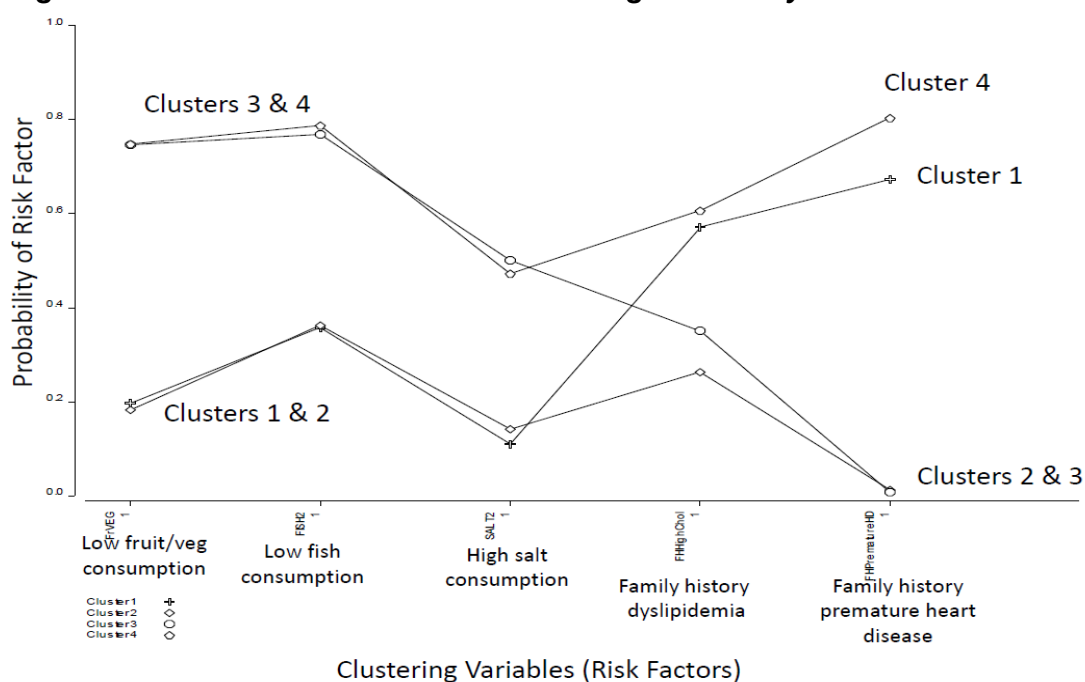 1.0
0.8
0.6
0.4
0.2
0.0
Probability of Risk Factor
Clusters 3 & 4
Cluster 4
Cluster 1
Clusters 1 & 2
Clusters 2 & 3
FrVEG 1
FISH2 1
SALT2 1
FHHighChol 1
FHPrematureHD 1
Low fruit/veg
consumption
Low fish
consumption
High salt
consumption
Family history
dyslipidemia
Family history
premature heart
disease
Cluster1
Cluster2
Cluster3
Cluster4
Clustering Variables (Risk Factors)